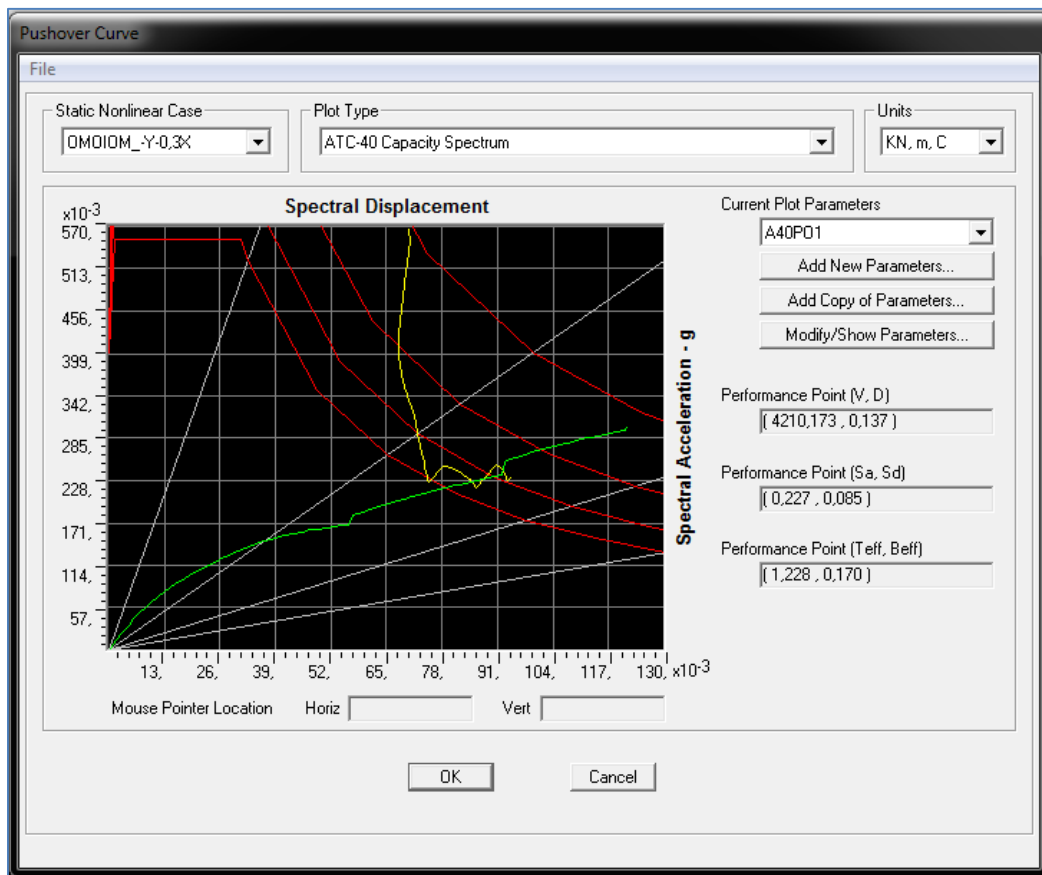 Pushover Curve
File
Static Nonlinear Case
OMOIOM_-Y-0,3X
Plot Type
ATC-40 Capacity Spectrum
Units
KN, m, C
Spectral Displacement
x10-3
570,
513,
456,
399,
342,
285,
228,
171,
114,
57,
13, 26, 39, 52, 65, 78, 91, 104, 117, 130, x10-3
Spectral Acceleration - g
Mouse Pointer Location Horiz Vert
Current Plot Parameters
A40PO1
Add New Parameters...
Add Copy of Parameters...
Modify/Show Parameters...
Performance Point (V, D)
( 4210,173 , 0,137 )
Performance Point (Sa, Sd)
( 0,227 , 0,085 )
Performance Point (Teff, Beff)
( 1,228 , 0,170 )
OK Cancel